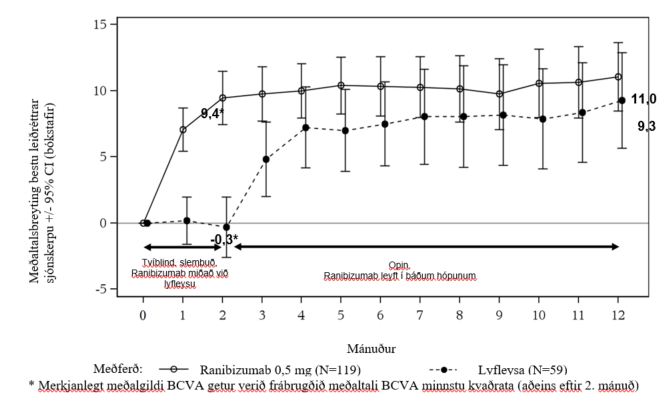 Meðaltalsbreyting bestu leiðréttrar
sjónskerpu +/- 95% CI (bókstafir)
15
10
5
0
-5
9,4*
-0,3*
11,0
9,3
Tvíblind, slembuð,
Ranibizumab miðað við
lyfleysu
Opin,
Ranibizumab leyft í báðum hópunum
0 1 2 3 4 5 6 7 8 9 10 11 12
Mánuður
Meðferð: Ranibizumab 0,5 mg (N=119) Lyfleysa (N=59)
* Merkjanlegt meðalgildi BCVA getur verið frábrugðið meðaltali BCVA minnstu kvaðrata (aðeins eftir 2. mánuð)